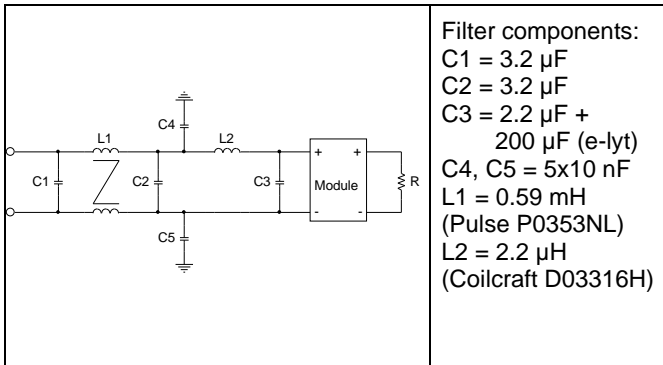 C4
L1
L2
C1
C2
C3
+
+
Module
-
-
R
C5
Filter components:
C1 = 3.2 µF
C2 = 3.2 µF
C3 = 2.2 µF +
200 µF (e-lyt)
C4, C5 = 5x10 nF
L1 = 0.59 mH
(Pulse P0353NL)
L2 = 2.2 µH
(Coilcraft D03316H)